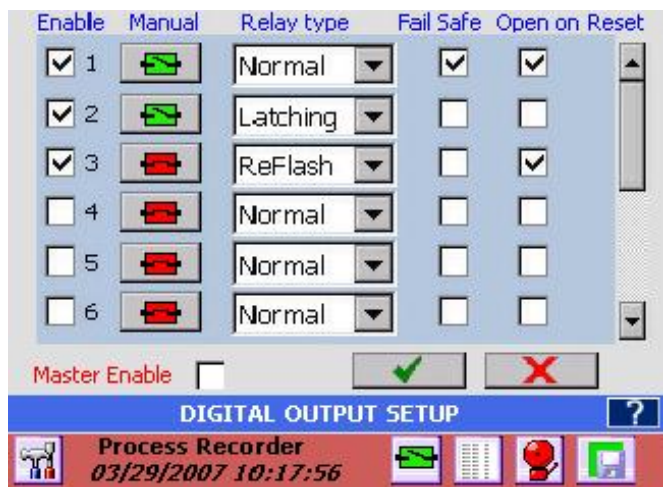 Enable Manual Relay type Fail Safe Open on Reset
1 Normal
2 Latching
3 ReFlash
4 Normal
5 Normal
6 Normal
Master Enable
DIGITAL OUTPUT SETUP ?
Process Recorder
03/29/2007 10:17:56